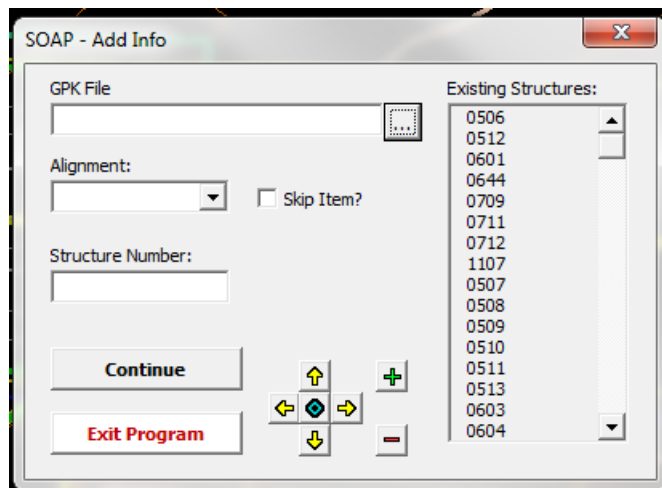 SOAP - Add Info
GPK File
...
Alignment:
Skip Item?
Structure Number:
Continue
Exit Program
Existing Structures:
0506
0512
0601
0644
0709
0711
0712
1107
0507
0508
0509
0510
0511
0513
0603
0604